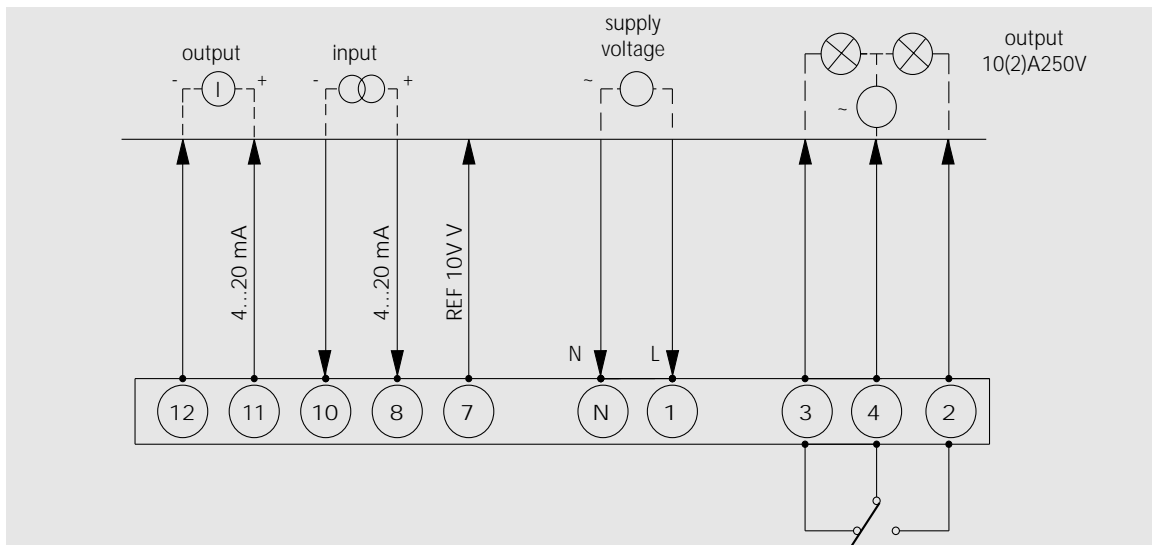 supply
voltage
output
input
output
10(2)A250V
- I +
- +
~
~
4...20 mA
4...20 mA
REF 10V V
N
L
12
11
10
8
7
N
1
3
4
2